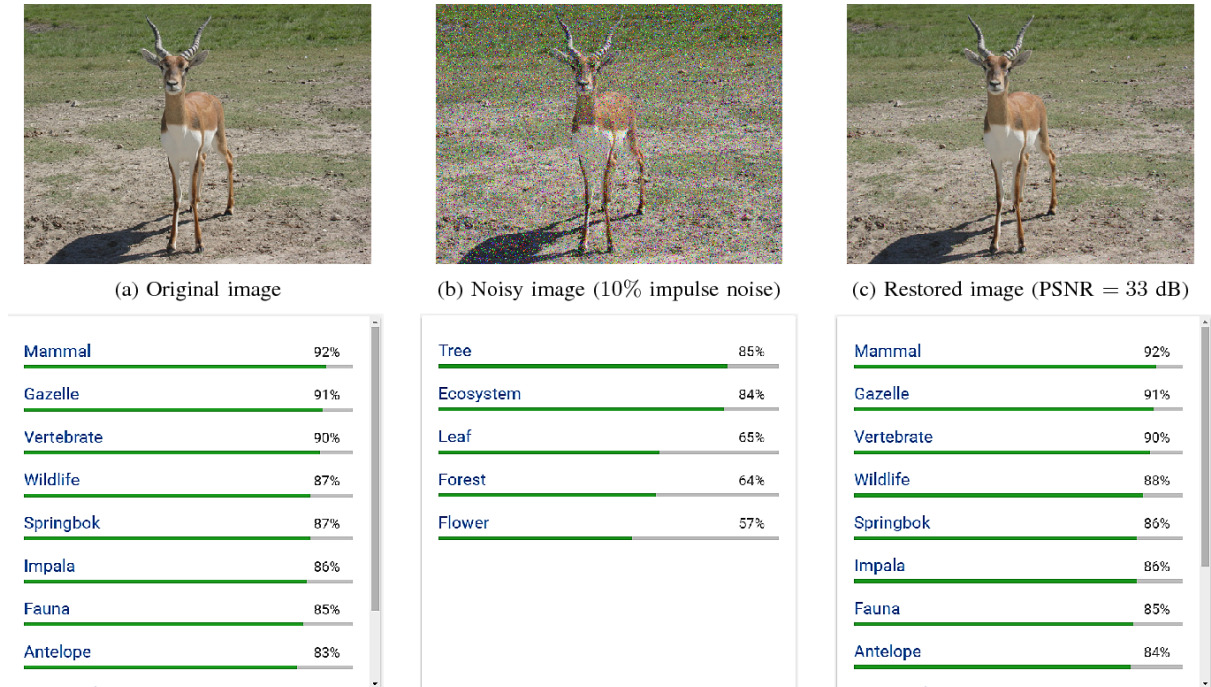 (a) Original image
(b) Noisy image (10% impulse noise)
(c) Restored image (PSNR = 33 dB)
Mammal 92%
Gazelle 91%
Vertebrate 90%
Wildlife 87%
Springbok 87%
Impala 86%
Fauna 85%
Antelope 83%
Tree 85%
Ecosystem 84%
Leaf 65%
Forest 64%
Flower 57%
Mammal 92%
Gazelle 91%
Vertebrate 90%
Wildlife 88%
Springbok 86%
Impala 86%
Fauna 85%
Antelope 84%